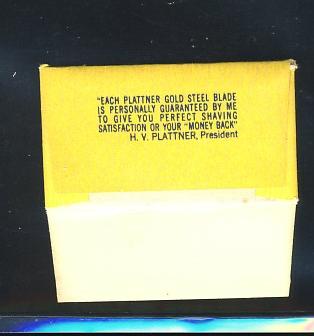 "EACH PLATTNER GOLD STEEL BLADE
IS PERSONALLY GUARANTEED BY ME
TO GIVE YOU PERFECT SHAVING
SATISFACTION OR YOUR "MONEY BACK"
H. V. PLATTNER, President